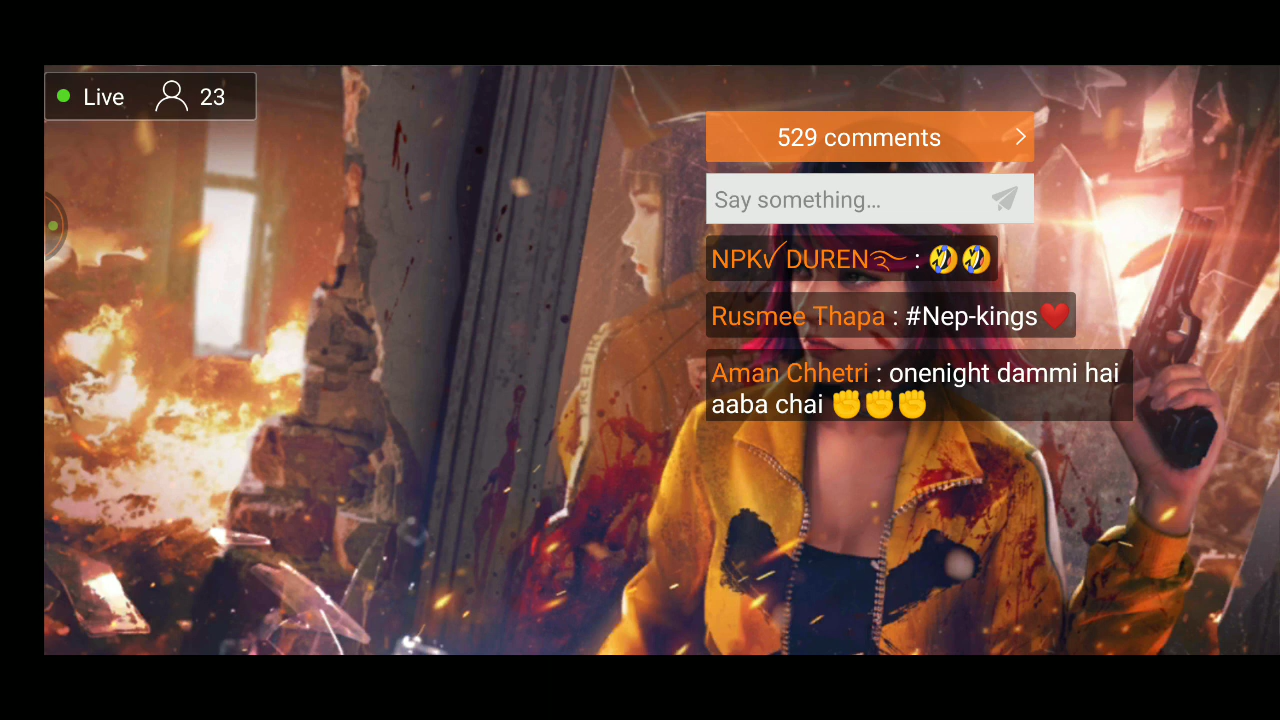 Live 23
529 comments
Say something...
NPK√ DUREN࿐ : 🤣🤣
Rusmee Thapa : #Nep-kings❤️
Aman Chhetri : onenight dammi hai
aaba chai ✊✊✊